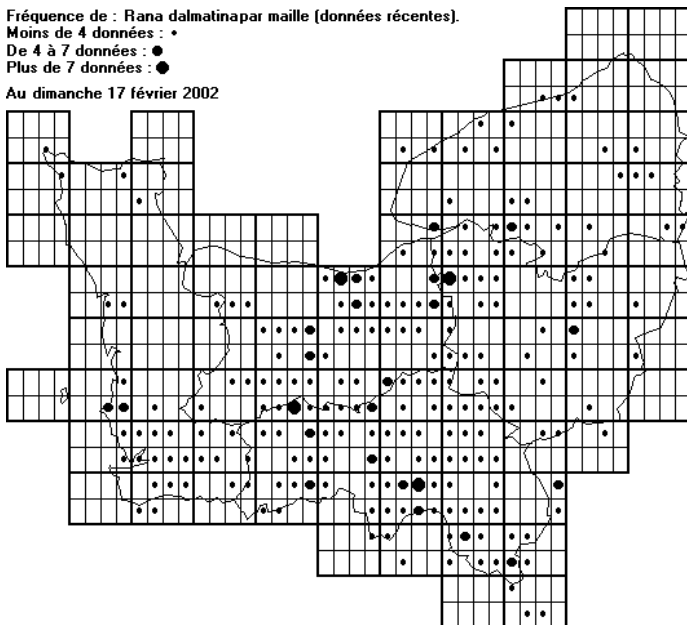 Fréquence de : Rana dalmatinapar maille (données récentes).
Moins de 4 données :
De 4 à 7 données :
Plus de 7 données :
Au dimanche 17 février 2002